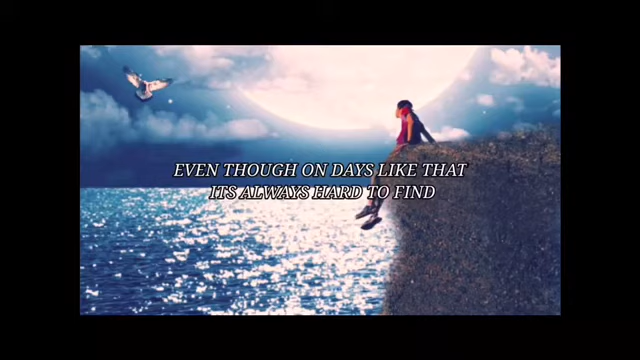 EVEN THOUGH ON DAYS LIKE THAT
ITS ALWAYS HARD TO FIND